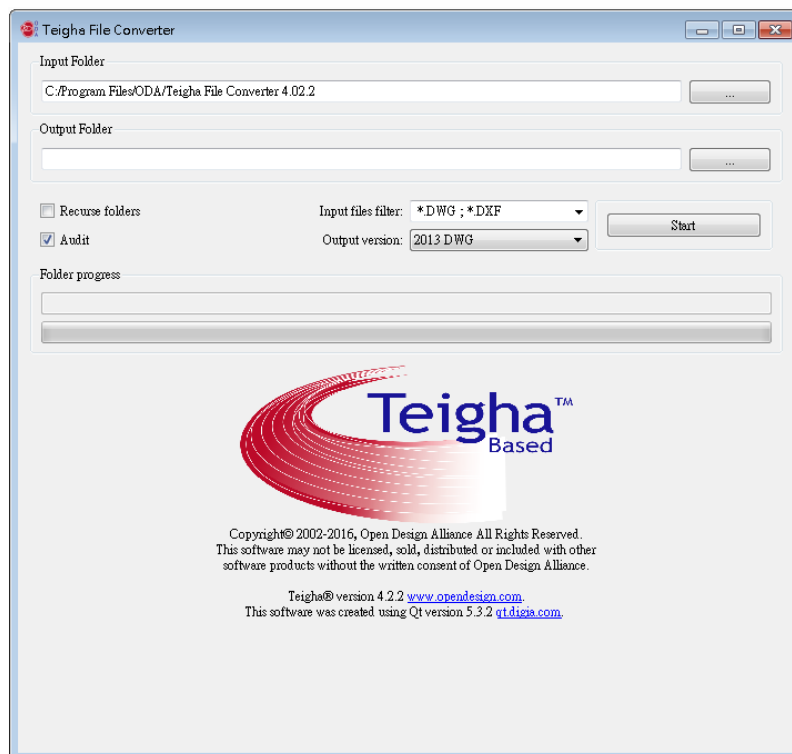 Teigha File Converter
Input Folder
C:/Program Files/ODA/Teigha File Converter 4.02.2
...
Output Folder
...
Recurse folders
Input files filter: *.DWG ; *.DXF
Start
Audit
Output version: 2013 DWG
Folder progress
Teigha™
Based
Copyright© 2002-2016, Open Design Alliance All Rights Reserved.
This software may not be licensed, sold, distributed or included with other
software products without the written consent of Open Design Alliance.
Teigha® version 4.2.2 www.opendesign.com.
This software was created using Qt version 5.3.2 qt.digia.com.